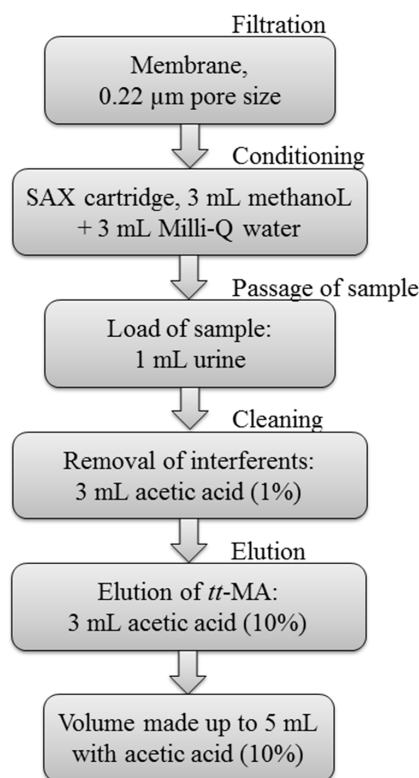 Filtration
Membrane,
0.22 µm pore size
Conditioning
SAX cartridge, 3 mL methanoL
+ 3 mL Milli-Q water
Passage of sample
Load of sample:
1 mL urine
Cleaning
Removal of interferents:
3 mL acetic acid (1%)
Elution
Elution of tt-MA:
3 mL acetic acid (10%)
Volume made up to 5 mL
with acetic acid (10%)